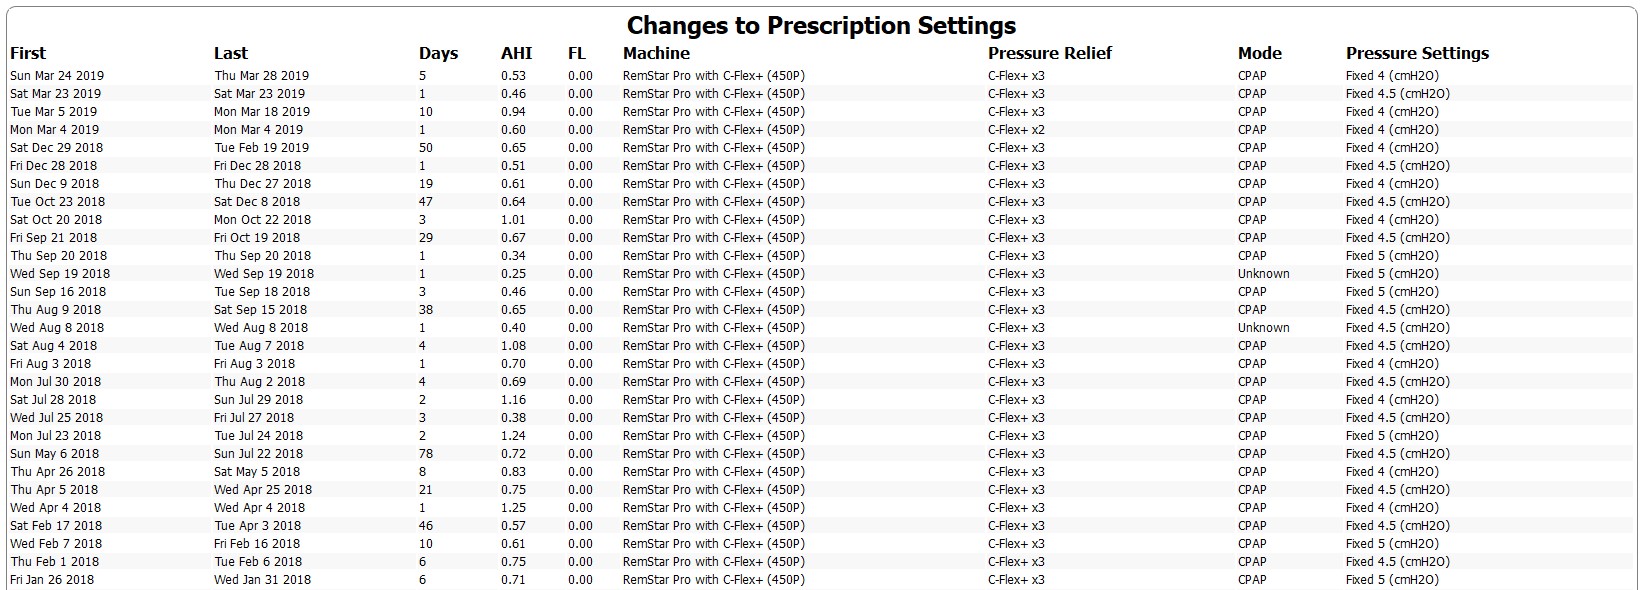 Changes to Prescription Settings
First Last Days AHI FL Machine Pressure Relief Mode Pressure Settings
Sun Mar 24 2019 Thu Mar 28 2019 5 0.53 0.00 RemStar Pro with C-Flex+ (450P) C-Flex+ x3 CPAP Fixed 4 (cmH2O)
Sat Mar 23 2019 Sat Mar 23 2019 1 0.46 0.00 RemStar Pro with C-Flex+ (450P) C-Flex+ x3 CPAP Fixed 4.5 (cmH2O)
Tue Mar 5 2019 Mon Mar 18 2019 10 0.94 0.00 RemStar Pro with C-Flex+ (450P) C-Flex+ x3 CPAP Fixed 4 (cmH2O)
Mon Mar 4 2019 Mon Mar 4 2019 1 0.60 0.00 RemStar Pro with C-Flex+ (450P) C-Flex+ x2 CPAP Fixed 4 (cmH2O)
Sat Dec 29 2018 Tue Feb 19 2019 50 0.65 0.00 RemStar Pro with C-Flex+ (450P) C-Flex+ x3 CPAP Fixed 4 (cmH2O)
Fri Dec 28 2018 Fri Dec 28 2018 1 0.51 0.00 RemStar Pro with C-Flex+ (450P) C-Flex+ x3 CPAP Fixed 4.5 (cmH2O)
Sun Dec 9 2018 Thu Dec 27 2018 19 0.61 0.00 RemStar Pro with C-Flex+ (450P) C-Flex+ x3 CPAP Fixed 4 (cmH2O)
Tue Oct 23 2018 Sat Dec 8 2018 47 0.64 0.00 RemStar Pro with C-Flex+ (450P) C-Flex+ x3 CPAP Fixed 4.5 (cmH2O)
Sat Oct 20 2018 Mon Oct 22 2018 3 1.01 0.00 RemStar Pro with C-Flex+ (450P) C-Flex+ x3 CPAP Fixed 4 (cmH2O)
Fri Sep 21 2018 Fri Oct 19 2018 29 0.67 0.00 RemStar Pro with C-Flex+ (450P) C-Flex+ x3 CPAP Fixed 4.5 (cmH2O)
Thu Sep 20 2018 Thu Sep 20 2018 1 0.34 0.00 RemStar Pro with C-Flex+ (450P) C-Flex+ x3 CPAP Fixed 5 (cmH2O)
Wed Sep 19 2018 Wed Sep 19 2018 1 0.25 0.00 RemStar Pro with C-Flex+ (450P) C-Flex+ x3 Unknown Fixed 5 (cmH2O)
Sun Sep 16 2018 Tue Sep 18 2018 3 0.46 0.00 RemStar Pro with C-Flex+ (450P) C-Flex+ x3 CPAP Fixed 5 (cmH2O)
Thu Aug 9 2018 Sat Sep 15 2018 38 0.65 0.00 RemStar Pro with C-Flex+ (450P) C-Flex+ x3 CPAP Fixed 4.5 (cmH2O)
Wed Aug 8 2018 Wed Aug 8 2018 1 0.40 0.00 RemStar Pro with C-Flex+ (450P) C-Flex+ x3 Unknown Fixed 4.5 (cmH2O)
Sat Aug 4 2018 Tue Aug 7 2018 4 1.08 0.00 RemStar Pro with C-Flex+ (450P) C-Flex+ x3 CPAP Fixed 4.5 (cmH2O)
Fri Aug 3 2018 Fri Aug 3 2018 1 0.70 0.00 RemStar Pro with C-Flex+ (450P) C-Flex+ x3 CPAP Fixed 4 (cmH2O)
Mon Jul 30 2018 Thu Aug 2 2018 4 0.69 0.00 RemStar Pro with C-Flex+ (450P) C-Flex+ x3 CPAP Fixed 4.5 (cmH2O)
Sat Jul 28 2018 Sun Jul 29 2018 2 1.16 0.00 RemStar Pro with C-Flex+ (450P) C-Flex+ x3 CPAP Fixed 4 (cmH2O)
Wed Jul 25 2018 Fri Jul 27 2018 3 0.38 0.00 RemStar Pro with C-Flex+ (450P) C-Flex+ x3 CPAP Fixed 4.5 (cmH2O)
Mon Jul 23 2018 Tue Jul 24 2018 2 1.24 0.00 RemStar Pro with C-Flex+ (450P) C-Flex+ x3 CPAP Fixed 5 (cmH2O)
Sun May 6 2018 Sun Jul 22 2018 78 0.72 0.00 RemStar Pro with C-Flex+ (450P) C-Flex+ x3 CPAP Fixed 4.5 (cmH2O)
Thu Apr 26 2018 Sat May 5 2018 8 0.83 0.00 RemStar Pro with C-Flex+ (450P) C-Flex+ x3 CPAP Fixed 4 (cmH2O)
Thu Apr 5 2018 Wed Apr 25 2018 21 0.75 0.00 RemStar Pro with C-Flex+ (450P) C-Flex+ x3 CPAP Fixed 4.5 (cmH2O)
Wed Apr 4 2018 Wed Apr 4 2018 1 1.25 0.00 RemStar Pro with C-Flex+ (450P) C-Flex+ x3 CPAP Fixed 4 (cmH2O)
Sat Feb 17 2018 Tue Apr 3 2018 46 0.57 0.00 RemStar Pro with C-Flex+ (450P) C-Flex+ x3 CPAP Fixed 4.5 (cmH2O)
Wed Feb 7 2018 Fri Feb 16 2018 10 0.61 0.00 RemStar Pro with C-Flex+ (450P) C-Flex+ x3 CPAP Fixed 5 (cmH2O)
Thu Feb 1 2018 Tue Feb 6 2018 6 0.75 0.00 RemStar Pro with C-Flex+ (450P) C-Flex+ x3 CPAP Fixed 4.5 (cmH2O)
Fri Jan 26 2018 Wed Jan 31 2018 6 0.71 0.00 RemStar Pro with C-Flex+ (450P) C-Flex+ x3 CPAP Fixed 5 (cmH2O)